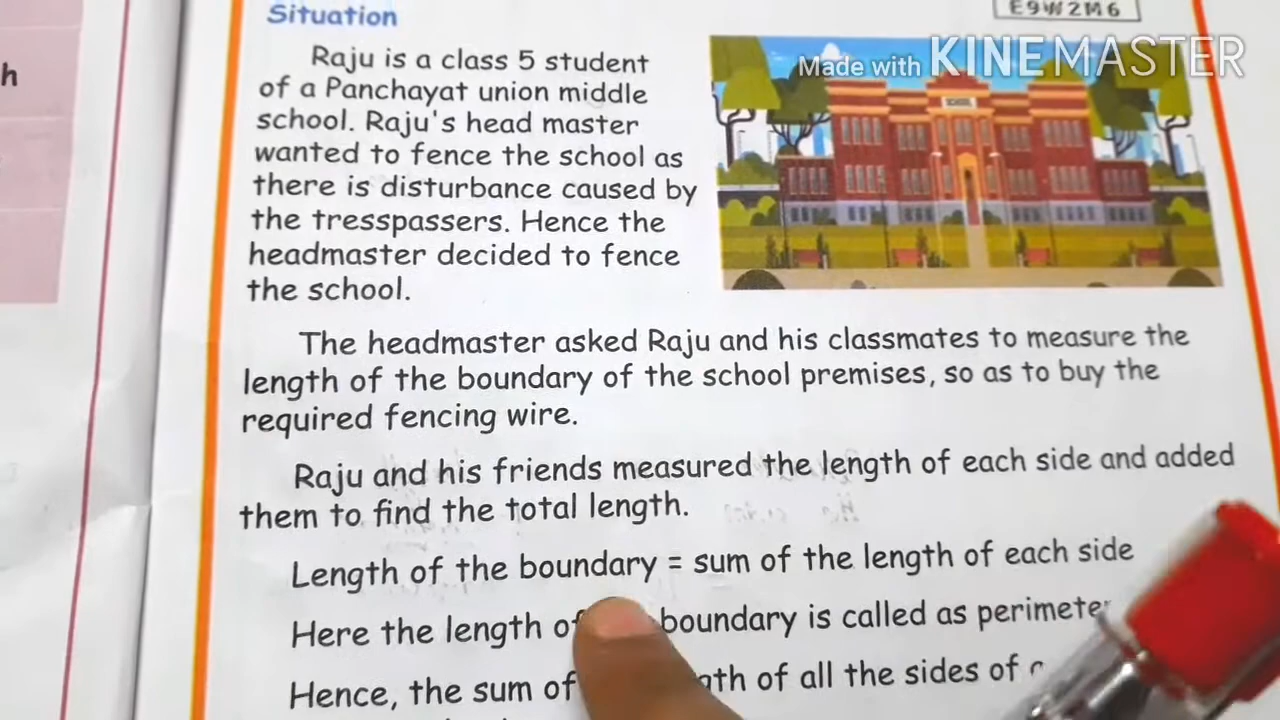 h
Situation
E9W2M6
Made with KINEMASTER
SCHOOL
Raju is a class 5 student
of a Panchayat union middle
school. Raju's head master
wanted to fence the school as
there is disturbance caused by
the tresspassers. Hence the
headmaster decided to fence
the school.
The headmaster asked Raju and his classmates to measure the
length of the boundary of the school premises, so as to buy the
required fencing wire.
Raju and his friends measured the length of each side and added
them to find the total length.
Length of the boundary = sum of the length of each side
Here the length boundary is called as perimeter
Hence, the sum of all the sides of